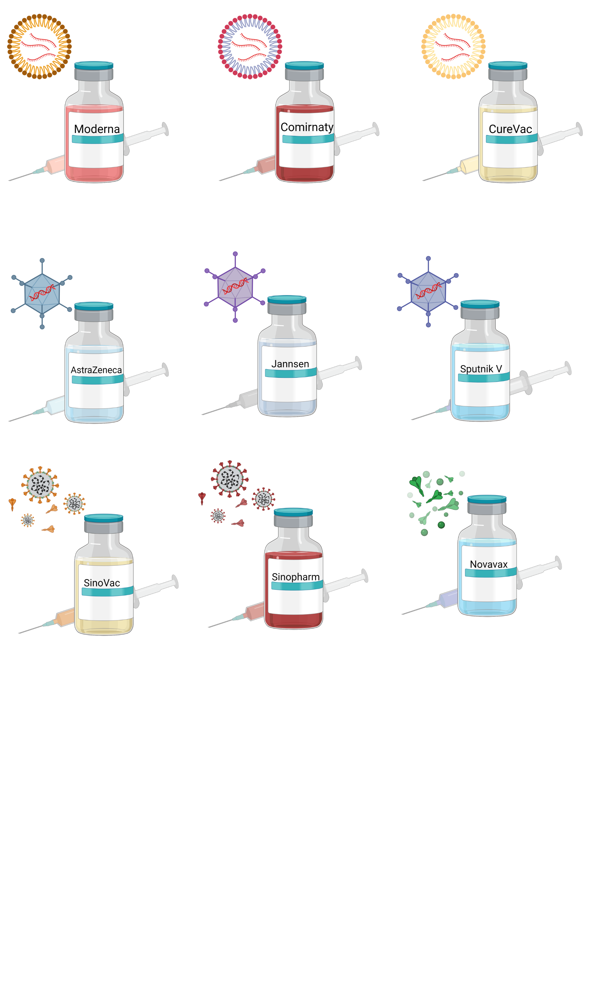 Moderna
Comirnaty
CureVac
AstraZeneca
Jannsen
Sputnik V
SinoVac
Sinopharm
Novavax